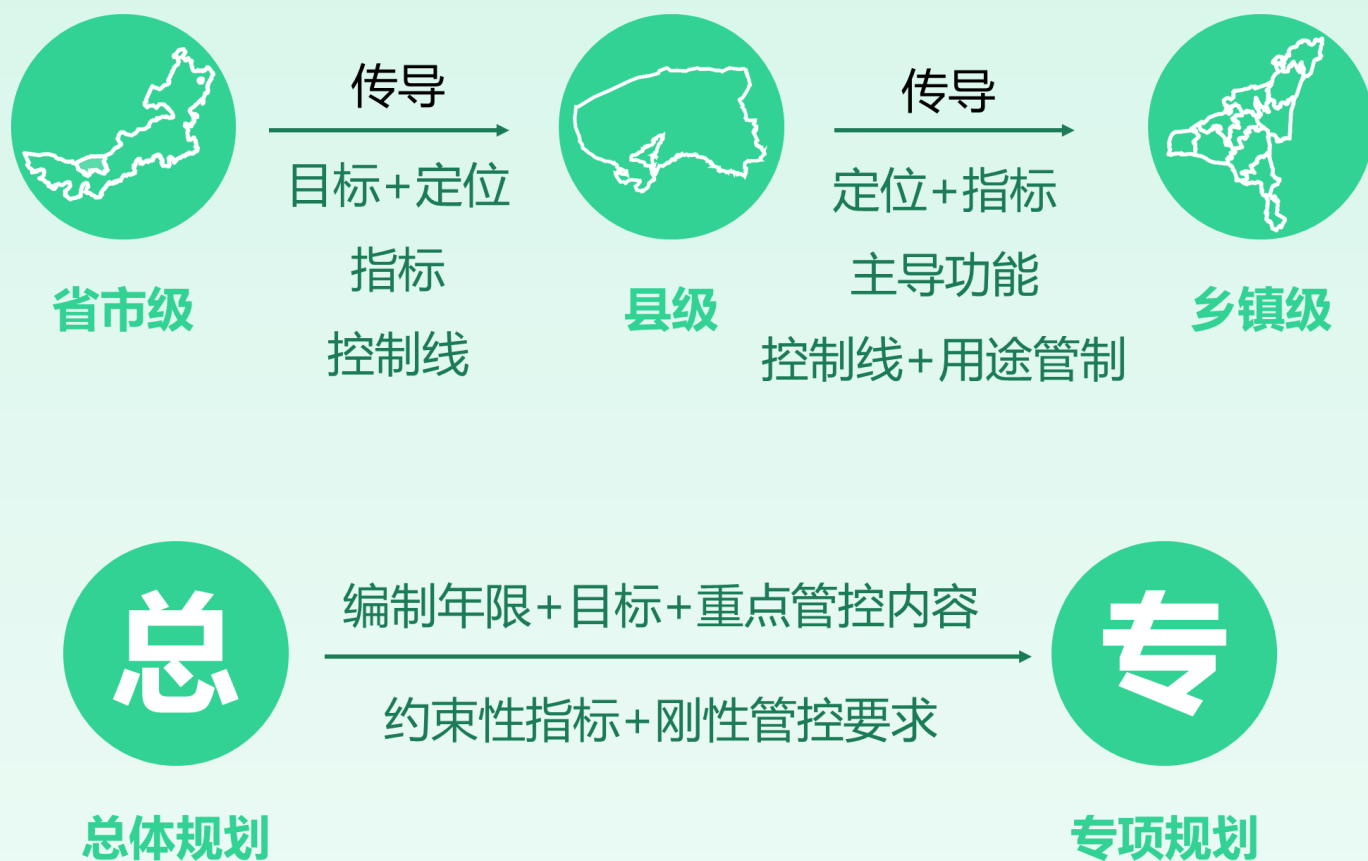 传导
目标+定位
指标
控制线
省市级
县级
传导
定位+指标
主导功能
控制线+用途管制
乡镇级
总
编制年限+目标+重点管控内容
约束性指标+刚性管控要求
专
总体规划
专项规划